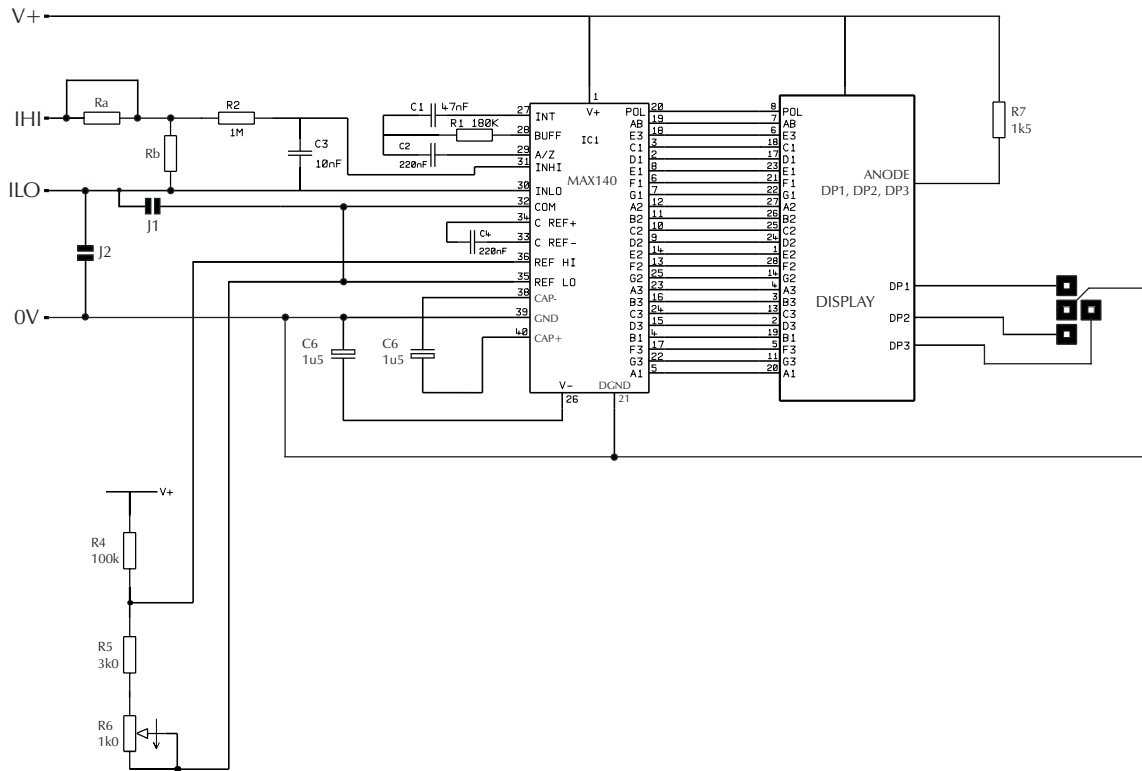 V+
IHI
Ra
Rb
R2
1M
C3
10nF
ILO
J1
J2
0V
C1 47nF
R1 180K
C2
220nF
C4
220nF
C6
1u5
C6
1u5
1
V+
IC1
MAX140
27 INT
28 BUFF
29 A/Z
31 INHI
30 INLO
32 COM
34 C REF+
33 C REF-
36 REF HI
35 REF LO
38 CAP-
39 GND
40 CAP+
V-
26
DGND
21
POL 20 8 POL
AB 19 7 AB
E3 18 6 E3
C1 3 18 C1
D1 2 17 D1
E1 8 23 E1
F1 6 21 F1
G1 7 22 G1
A2 12 27 A2
B2 11 26 B2
C2 10 25 C2
D2 9 24 D2
E2 14 1 E2
F2 13 28 F2
G2 25 14 G2
A3 23 4 A3
B3 16 3 B3
C3 24 13 C3
D3 15 2 D3
B1 4 19 B1
F3 17 5 F3
G3 22 11 G3
A1 5 20 A1
ANODE
DP1, DP2, DP3
DISPLAY
DP1
DP2
DP3
R7
1k5
V+
R4
100k
R5
3k0
R6
1k0